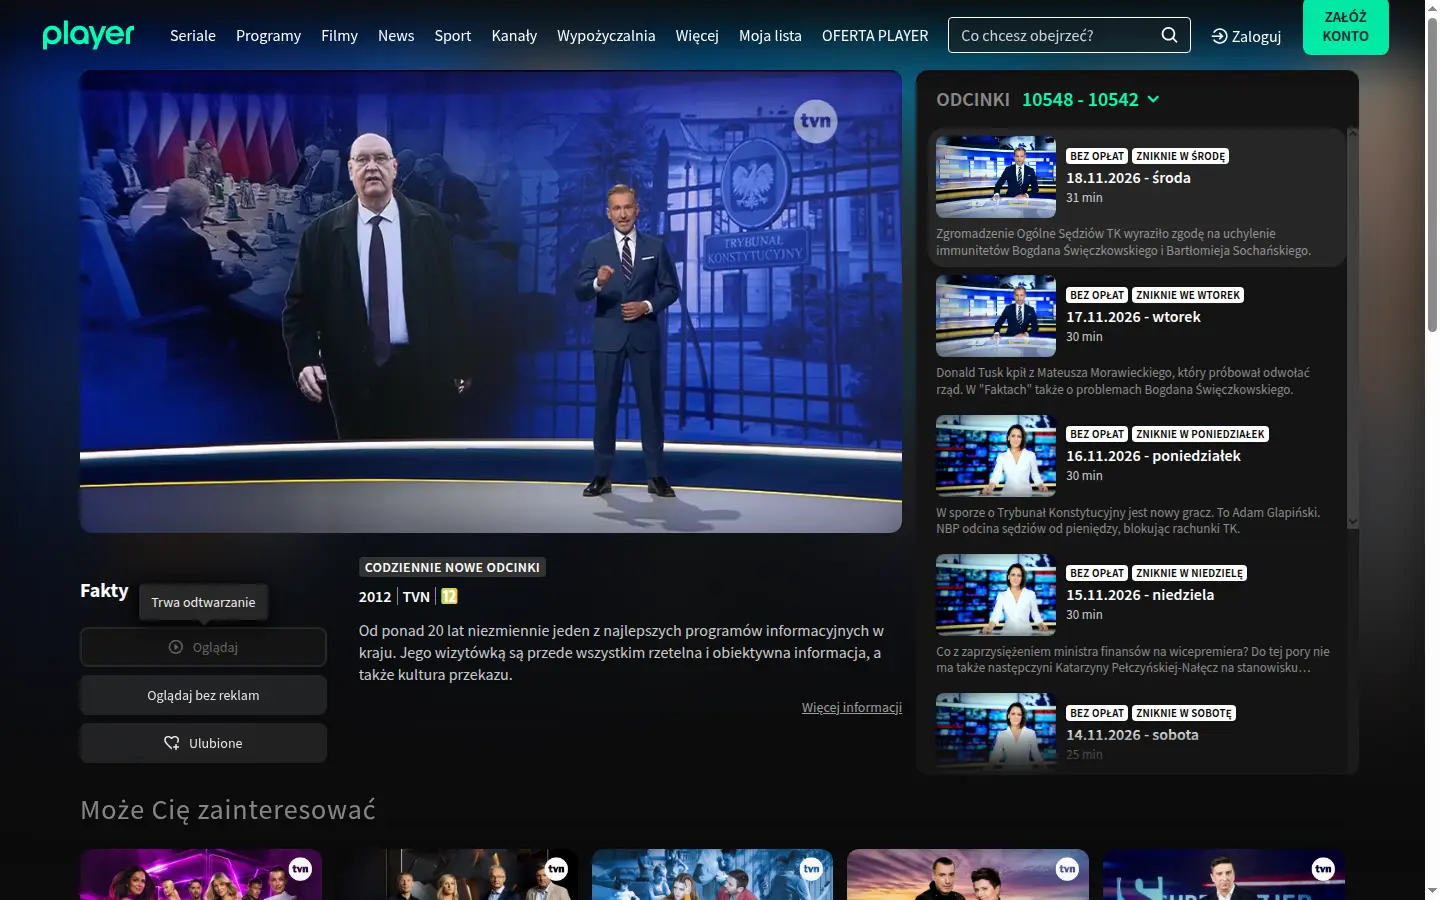 player
Seriale Programy Filmy News Sport Kanały Wypożyczalnia Więcej Moja lista OFERTA PLAYER
Co chcesz obejrzeć?
Zaloguj
ZAŁÓŻ
KONTO
tvn
TRYBUNAŁ
KONSTYTUCYJNY
ODCINKI 10548 - 10542
BEZ OPŁAT ZNIKNIE W ŚRODĘ
18.11.2026 - środa
31 min
Zgromadzenie Ogólne Sędziów TK wyraziło zgodę na uchylenie
immunitetów Bogdana Święczkowskiego i Bartłomieja Sochańskiego.
BEZ OPŁAT ZNIKNIE WE WTOREK
17.11.2026 - wtorek
30 min
Donald Tusk kpił z Mateusza Morawieckiego, który próbował odwołać
rząd. W "Faktach" także o problemach Bogdana Święczkowskiego.
BEZ OPŁAT ZNIKNIE W PONIEDZIAŁEK
16.11.2026 - poniedziałek
30 min
W sporze o Trybunał Konstytucyjny jest nowy gracz. To Adam Glapiński.
NBP odcina sędziów od pieniędzy, blokując rachunki TK.
BEZ OPŁAT ZNIKNIE W NIEDZIELĘ
15.11.2026 - niedziela
30 min
Co z zaprzysiężeniem ministra finansów na wicepremiera? Do tej pory nie
ma także następczyni Katarzyny Pełczyńskiej-Nałęcz na stanowisku…
BEZ OPŁAT ZNIKNIE W SOBOTĘ
14.11.2026 - sobota
25 min
Fakty
Trwa odtwarzanie
Oglądaj
Oglądaj bez reklam
Ulubione
CODZIENNIE NOWE ODCINKI
2012 TVN 12
Od ponad 20 lat niezmiennie jeden z najlepszych programów informacyjnych w
kraju. Jego wizytówką są przede wszystkim rzetelna i obiektywna informacja, a
także kultura przekazu.
Więcej informacji
Może Cię zainteresować
tvn
tvn
tvn
tvn
tvn